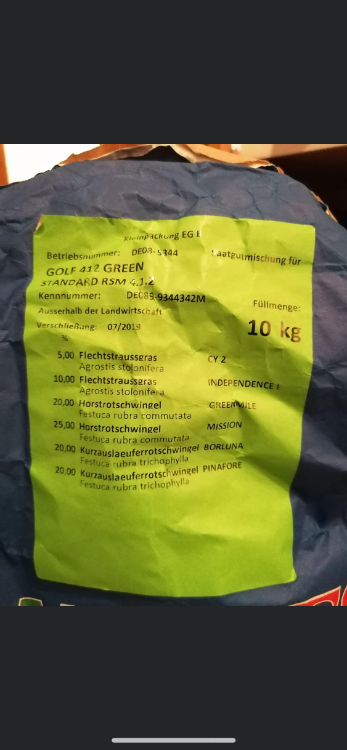 Kleinpackung EG B
Betriebsnummer: DE08-9344 Saatgutmischung für
GOLF 412 GREEN
STANDARD RSM 4.1.2
Kennnummer: DE088-9344342M
Ausserhalb der Landwirtschaft
Füllmenge:
Verschließung: 07/2019
10 kg
%
5,00 Flechtstraussgras CY 2
Agrostis stolonifera
10,00 Flechtstraussgras INDEPENDENCE I
Agrostis stolonifera
20,00 Horstrotschwingel GREENMILE
Festuca rubra commutata
25,00 Horstrotschwingel MISSION
Festuca rubra commutata
20,00 Kurzauslaeuferrotschwingel BORLUNA
Festuca rubra trichophylla
20,00 Kurzauslaeuferrotschwingel PINAFORE
Festuca rubra trichophylla